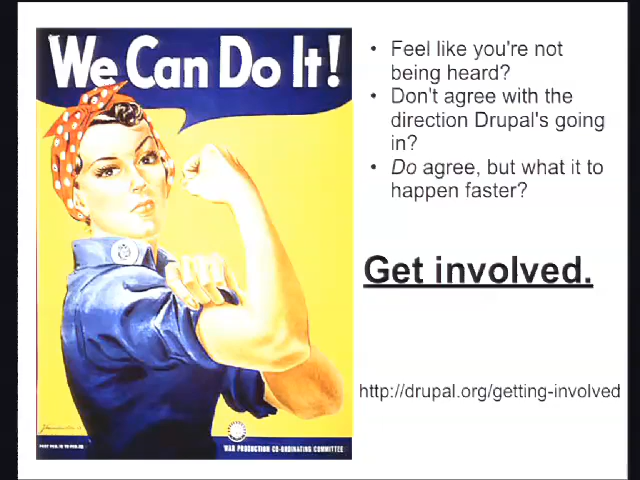 We Can Do It!
• Feel like you're not
being heard?
• Don't agree with the
direction Drupal's going
in?
• Do agree, but what it to
happen faster?
Get involved.
http://drupal.org/getting-involved
WAR PRODUCTION CO-ORDINATING COMMITTEE